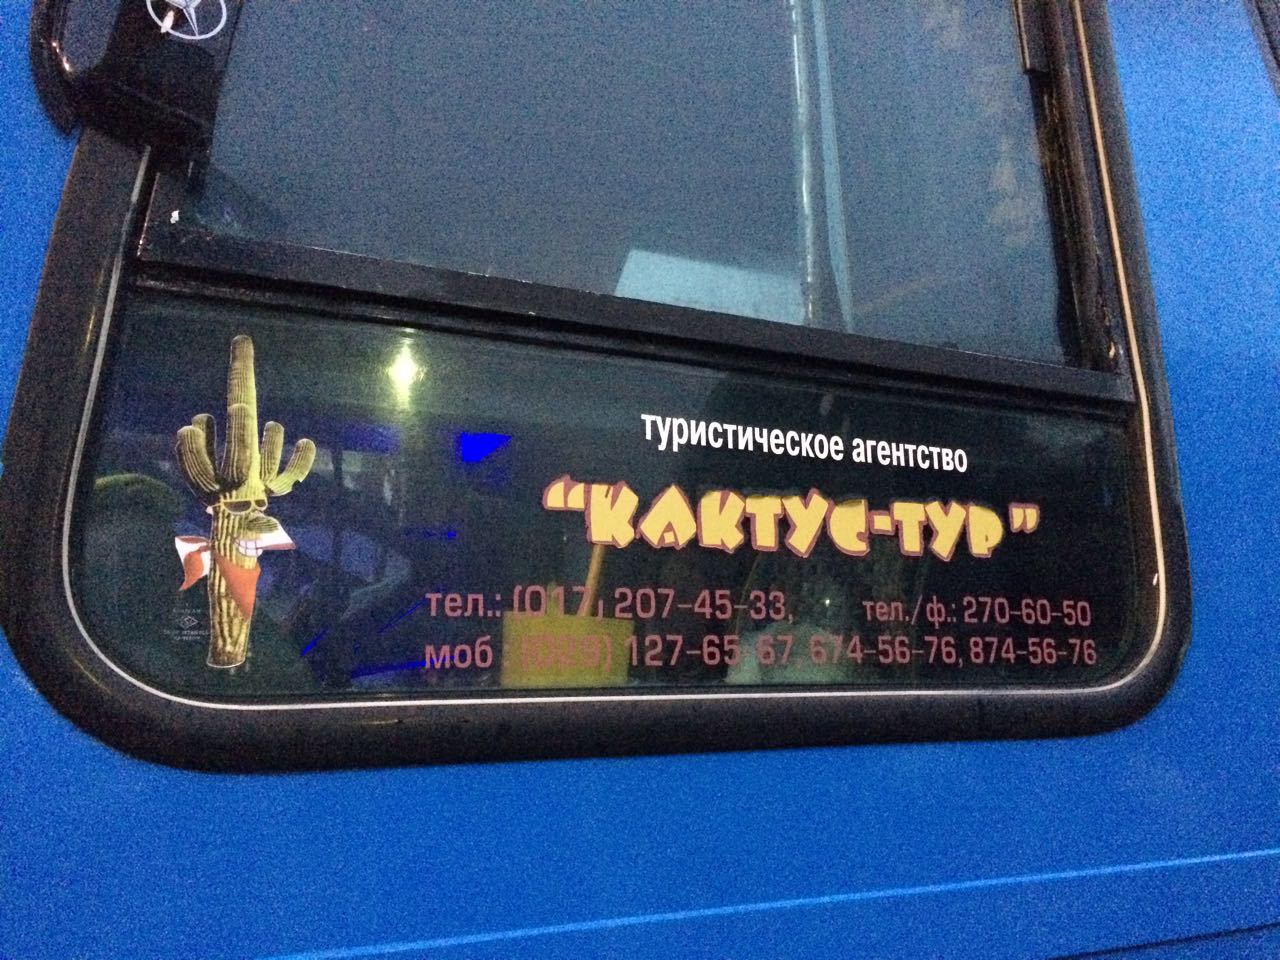 туристическое агентство
“КАКТУС-ТУР”
тел.: (017) 207-45-33, тел./ф.: 270-60-50
моб.: (029) 127-65-67, 674-56-76, 874-56-76